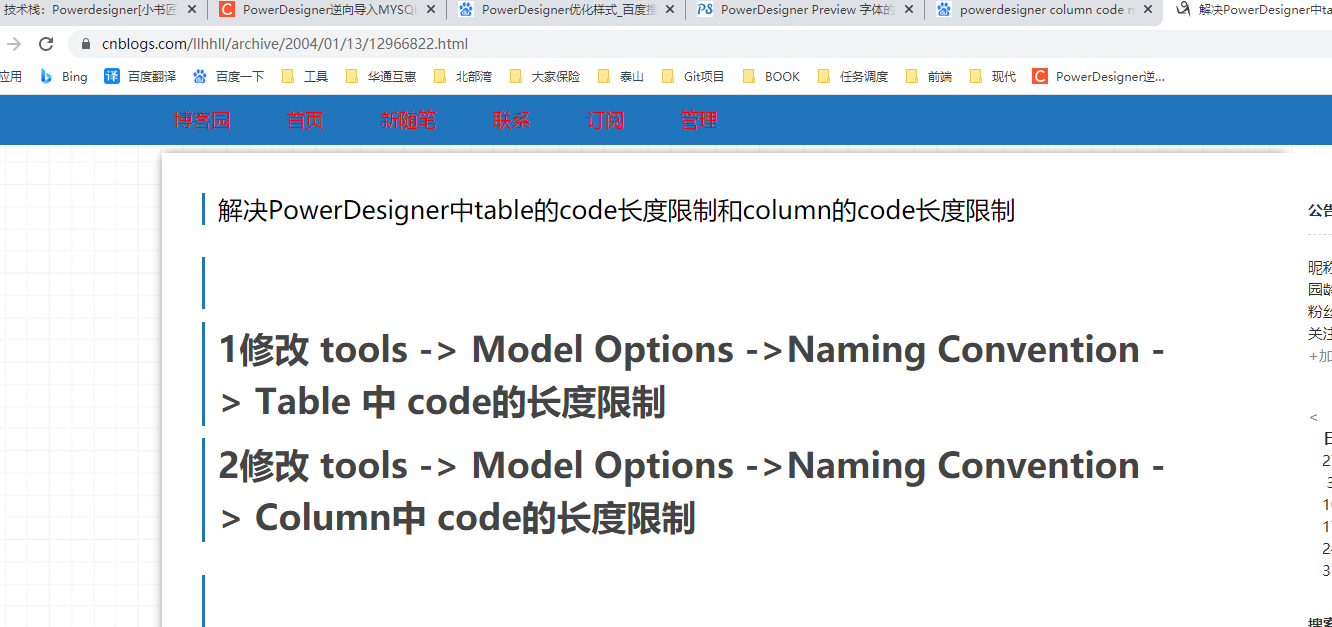 技术栈：Powerdesigner[小书匠
PowerDesigner逆向导入MYSQL
PowerDesigner优化样式_百度搜
PowerDesigner Preview 字体的
powerdesigner column code
解决PowerDesigner中ta
cnblogs.com/llhhll/archive/2004/01/13/12966822.html
应用 Bing 百度翻译 百度一下 工具 华通互惠 北部湾 大家保险 泰山 Git项目 BOOK 任务调度 前端 现代 PowerDesigner逆...
博客园 首页 新随笔 联系 订阅 管理
解决PowerDesigner中table的code长度限制和column的code长度限制
1修改 tools -> Model Options ->Naming Convention -
> Table 中 code的长度限制
2修改 tools -> Model Options ->Naming Convention -
> Column中 code的长度限制
公告
昵称
园龄
粉丝
关注
+加
<
日
搜索